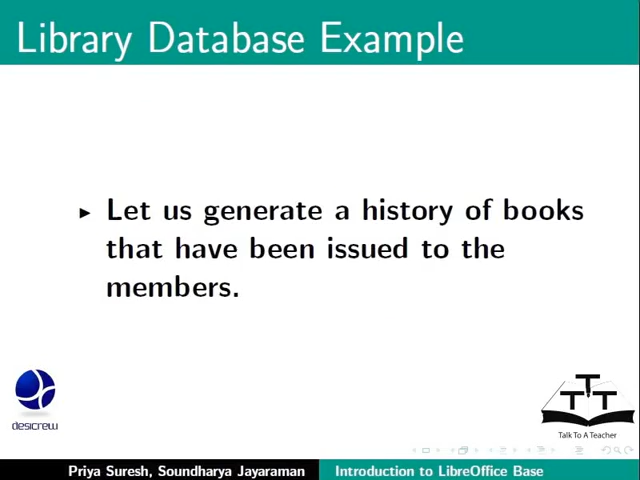 Library Database Example
Let us generate a history of books
that have been issued to the
members.
desicrew
T
T T
Talk To A Teacher
Priya Suresh, Soundharya Jayaraman
Introduction to LibreOffice Base